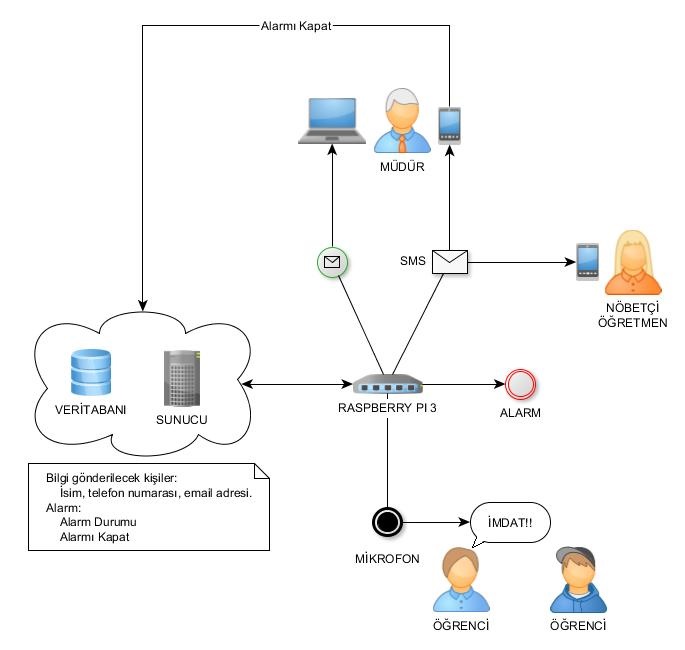 Alarmı Kapat
MÜDÜR
SMS
NÖBETÇİ
ÖĞRETMEN
VERİTABANI
SUNUCU
RASPBERRY PI 3
ALARM
Bilgi gönderilecek kişiler:
İsim, telefon numarası, email adresi.
Alarm:
Alarm Durumu
Alarmı Kapat
İMDAT!!
MİKROFON
ÖĞRENCİ
ÖĞRENCİ